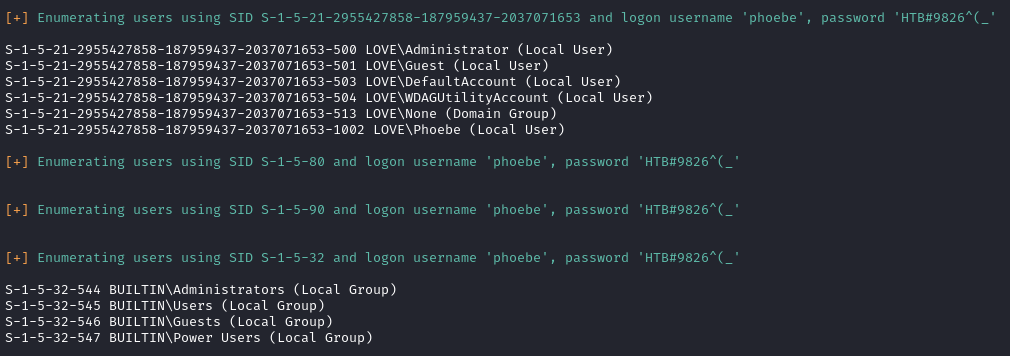 [+] Enumerating users using SID S-1-5-21-2955427858-187959437-2037071653 and logon username 'phoebe', password 'HTB#9826^(_'
S-1-5-21-2955427858-187959437-2037071653-500 LOVE\Administrator (Local User)
S-1-5-21-2955427858-187959437-2037071653-501 LOVE\Guest (Local User)
S-1-5-21-2955427858-187959437-2037071653-503 LOVE\DefaultAccount (Local User)
S-1-5-21-2955427858-187959437-2037071653-504 LOVE\WDAGUtilityAccount (Local User)
S-1-5-21-2955427858-187959437-2037071653-513 LOVE\None (Domain Group)
S-1-5-21-2955427858-187959437-2037071653-1002 LOVE\Phoebe (Local User)
[+] Enumerating users using SID S-1-5-80 and logon username 'phoebe', password 'HTB#9826^(_'
[+] Enumerating users using SID S-1-5-90 and logon username 'phoebe', password 'HTB#9826^(_'
[+] Enumerating users using SID S-1-5-32 and logon username 'phoebe', password 'HTB#9826^(_'
S-1-5-32-544 BUILTIN\Administrators (Local Group)
S-1-5-32-545 BUILTIN\Users (Local Group)
S-1-5-32-546 BUILTIN\Guests (Local Group)
S-1-5-32-547 BUILTIN\Power Users (Local Group)